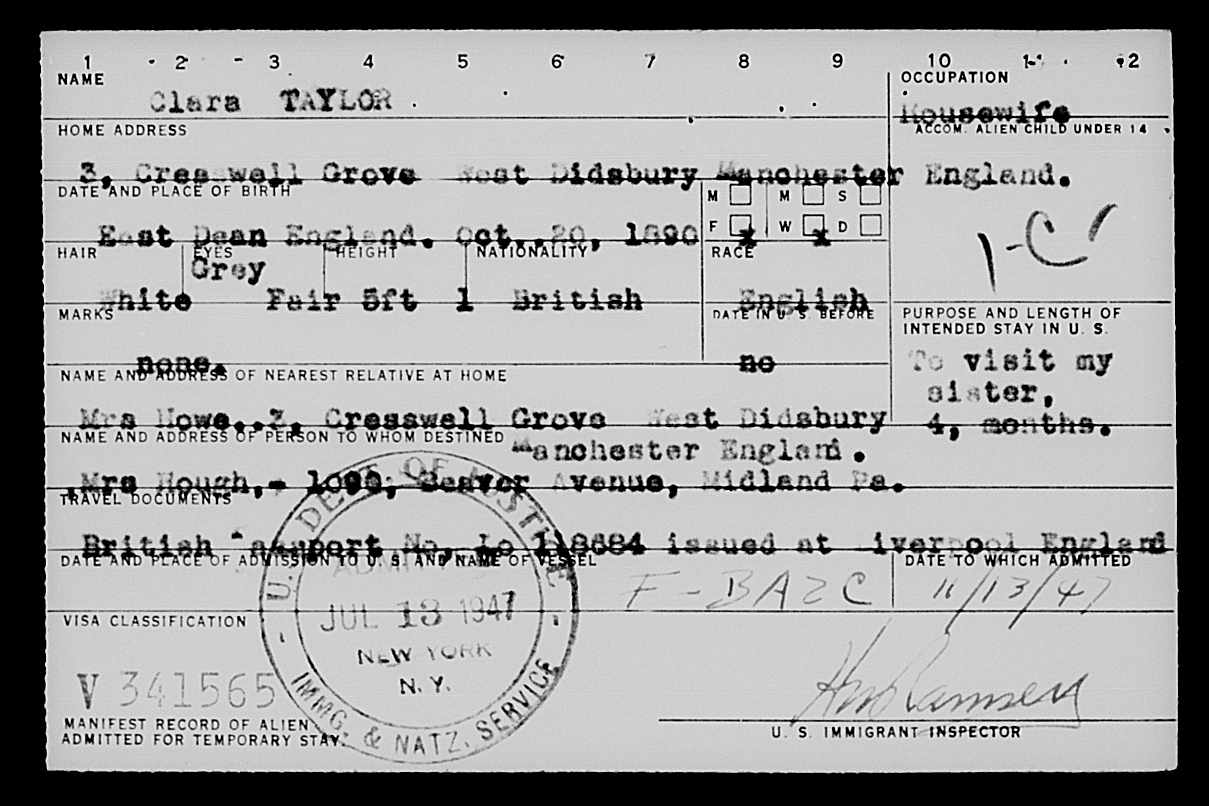 1 2 3 4 5 6 7 8 9 10 11 12
NAME
Clara TAYLOR
OCCUPATION
Housewife
HOME ADDRESS
ACCOM. ALIEN CHILD UNDER 14
3, Cresswell Grove West Didsbury Manchester England.
DATE AND PLACE OF BIRTH
M M S
F W D
East Dean England. Oct,.20, 1890 x x
1-C
HAIR EYES HEIGHT NATIONALITY RACE
Grey
White Fair 5ft 1 British English
MARKS
DATE IN U. S. BEFORE
PURPOSE AND LENGTH OF
INTENDED STAY IN U. S.
none. no
To visit my
sister,
4, months.
NAME AND ADDRESS OF NEAREST RELATIVE AT HOME
Mrs Howe,.3, Cresswell Grove West Didsbury
Manchester England.
NAME AND ADDRESS OF PERSON TO WHOM DESTINED
Mrs Hough,- 1090, Beaver Avenue, Midland Pa.
TRAVEL DOCUMENTS
British Passport No, Lo 118684 issued at Liverpool England
DATE AND PLACE OF ADMISSION TO U. S. AND NAME OF VESSEL
DATE TO WHICH ADMITTED
F-BAZC
11/13/47
U. S. DEPT OF JUSTICE
ADMITTED
JUL 13 1947
NEW YORK
N. Y.
IMMG. & NATZ. SERVICE
VISA CLASSIFICATION
V 341565
MANIFEST RECORD OF ALIEN
ADMITTED FOR TEMPORARY STAY.
U. S. IMMIGRANT INSPECTOR